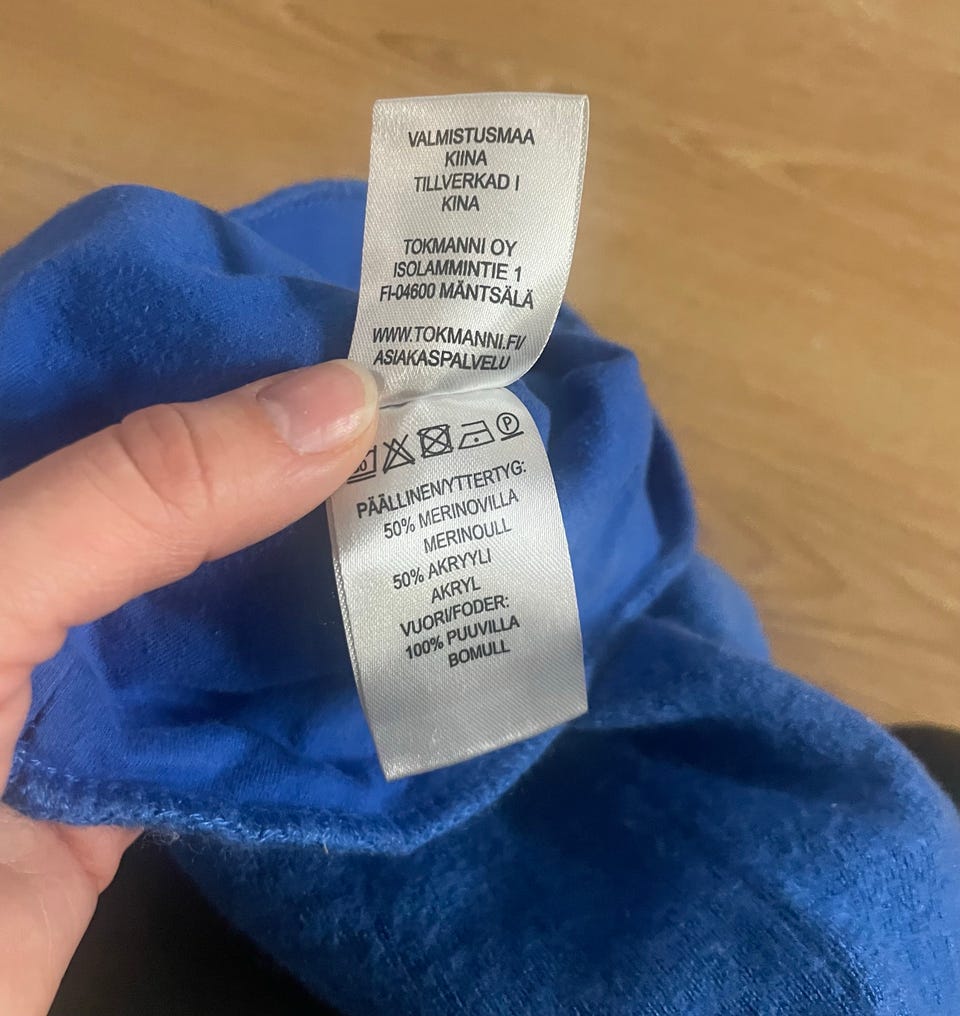 VALMISTUSMAA
KIINA
TILLVERKAD I
KINA
TOKMANNI OY
ISOLAMMINTIE 1
FI-04600 MÄNTSÄLÄ
WWW.TOKMANNI.FI/
ASIAKASPALVELU
P
PÄÄLLINEN/YTTERTYG:
50% MERINOVILLA
MERINOULL
50% AKRYYLI
AKRYL
VUORI/FODER:
100% PUUVILLA
BOMULL